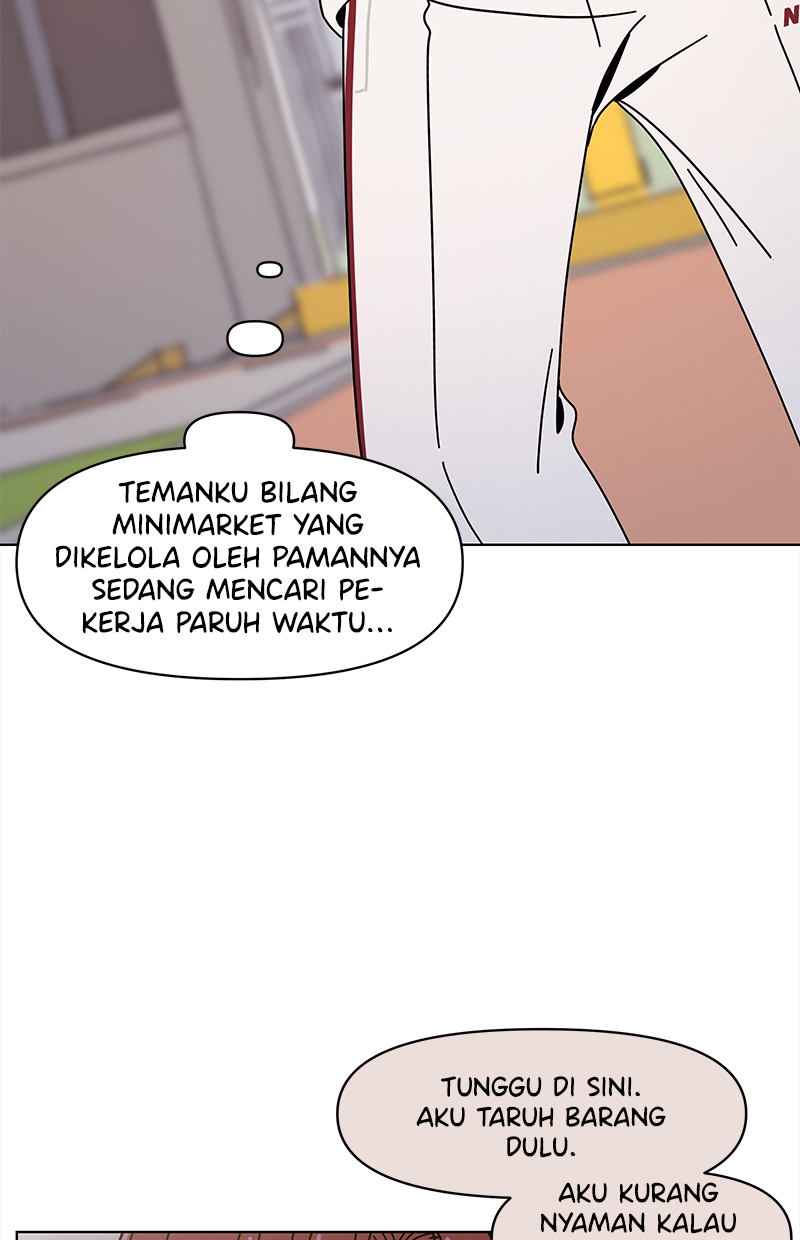 N
TEMANKU BILANG
MINIMARKET YANG
DIKELOLA OLEH PAMANNYA
SEDANG MENCARI PE-
KERJA PARUH WAKTU...
TUNGGU DI SINI.
AKU TARUH BARANG
DULU.
AKU KURANG
NYAMAN KALAU